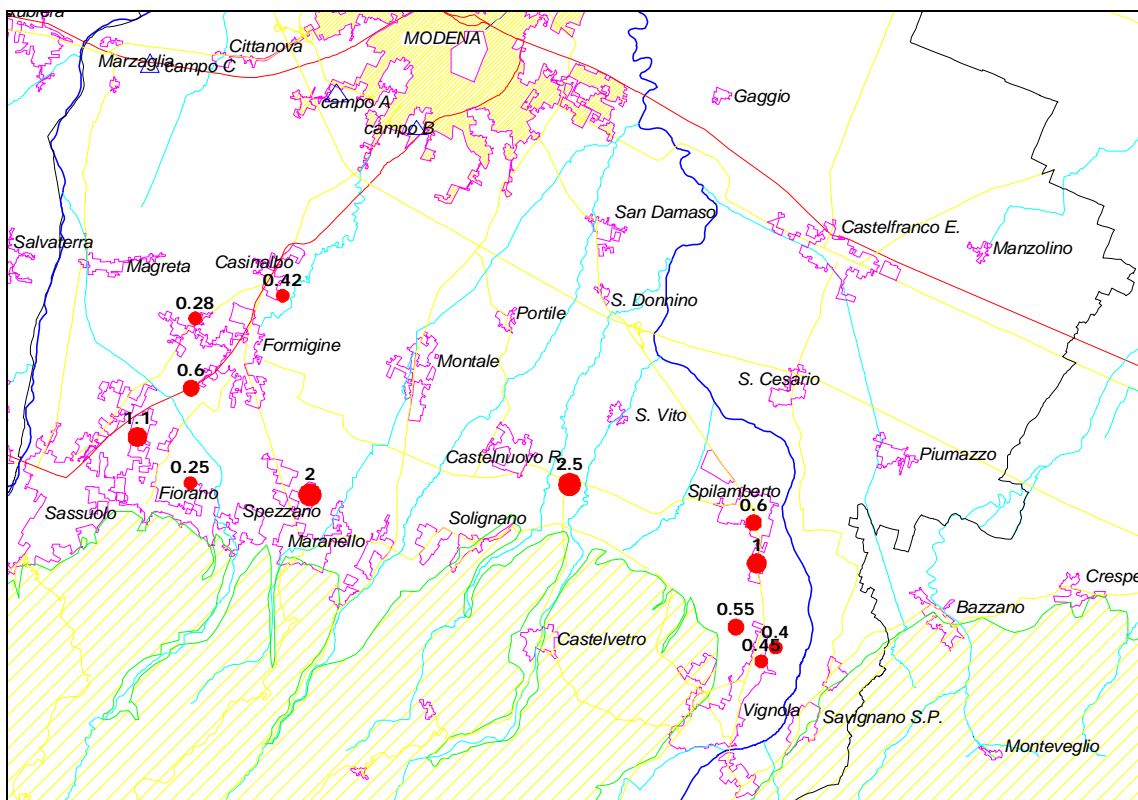 Rubiera
MODENA
Cittanova
Marzaglia
campo C
campo A
Gaggio
campo B
San Damaso
Castelfranco E.
Salvaterra
Manzolino
Magreta
Casinalbo
0.42
0.28
S. Donnino
Portile
Formigine
Montale
0.6
S. Cesario
S. Vito
1.1
Castelnuovo R.
Piumazzo
2.5
0.25
2
Fiorano
Spilamberto
0.6
Sassuolo
Spezzano
Solignano
Maranello
1
Crespe
Bazzano
0.55
Castelvetro
0.4
0.45
Vignola
Savignano S.P.
Monteveglio